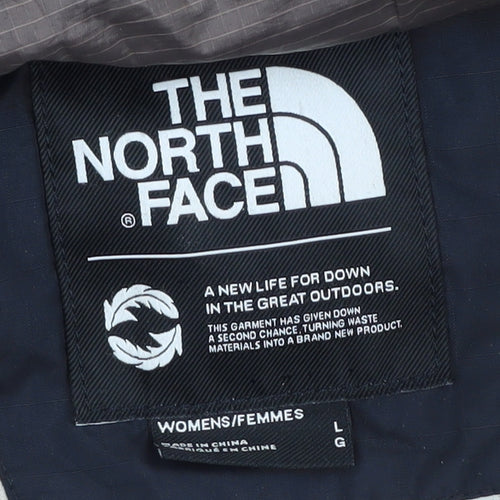 THE
NORTH
FACE
®
A NEW LIFE FOR DOWN
IN THE GREAT OUTDOORS.
THIS GARMENT HAS GIVEN DOWN
A SECOND CHANCE, TURNING WASTE
MATERIALS INTO A BRAND NEW PRODUCT.
WOMENS/FEMMES L
G
MADE IN CHINA
FABRIQUÉ EN CHINE